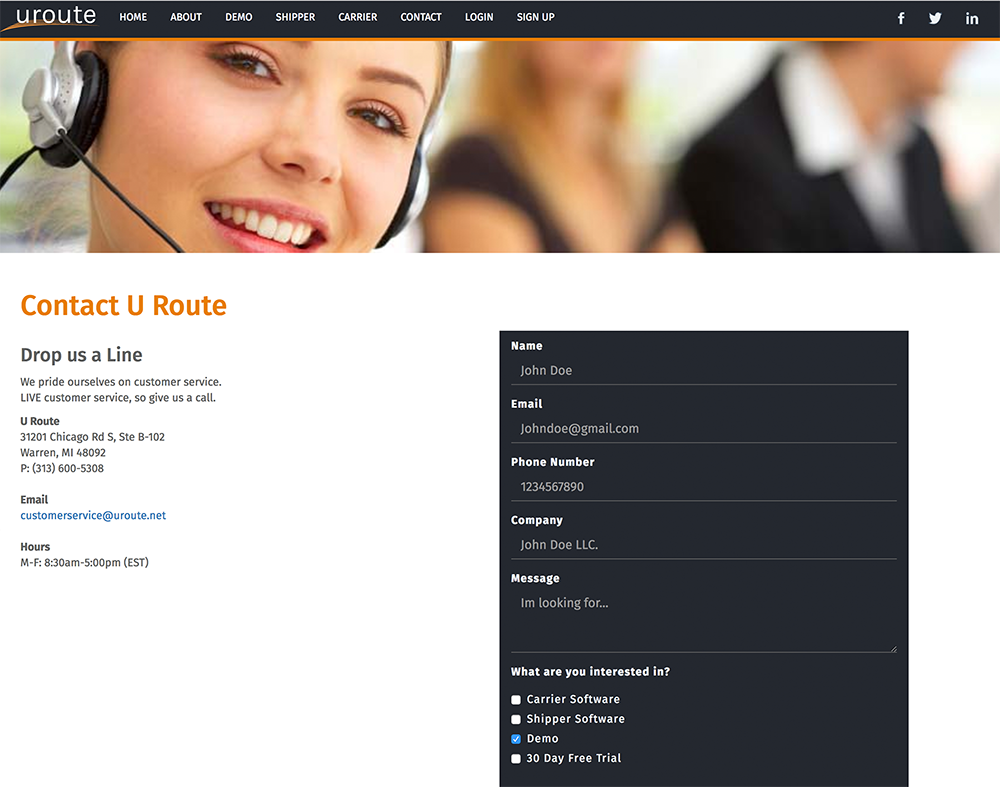 uroute HOME ABOUT DEMO SHIPPER CARRIER CONTACT LOGIN SIGN UP f in
Contact U Route
Drop us a Line
We pride ourselves on customer service.
LIVE customer service, so give us a call.
U Route
31201 Chicago Rd S, Ste B-102
Warren, MI 48092
P: (313) 600-5308
Email
customerservice@uroute.net
Hours
M-F: 8:30am-5:00pm (EST)
Name
John Doe
Email
Johndoe@gmail.com
Phone Number
1234567890
Company
John Doe LLC.
Message
Im looking for...
What are you interested in?
Carrier Software
Shipper Software
Demo
30 Day Free Trial